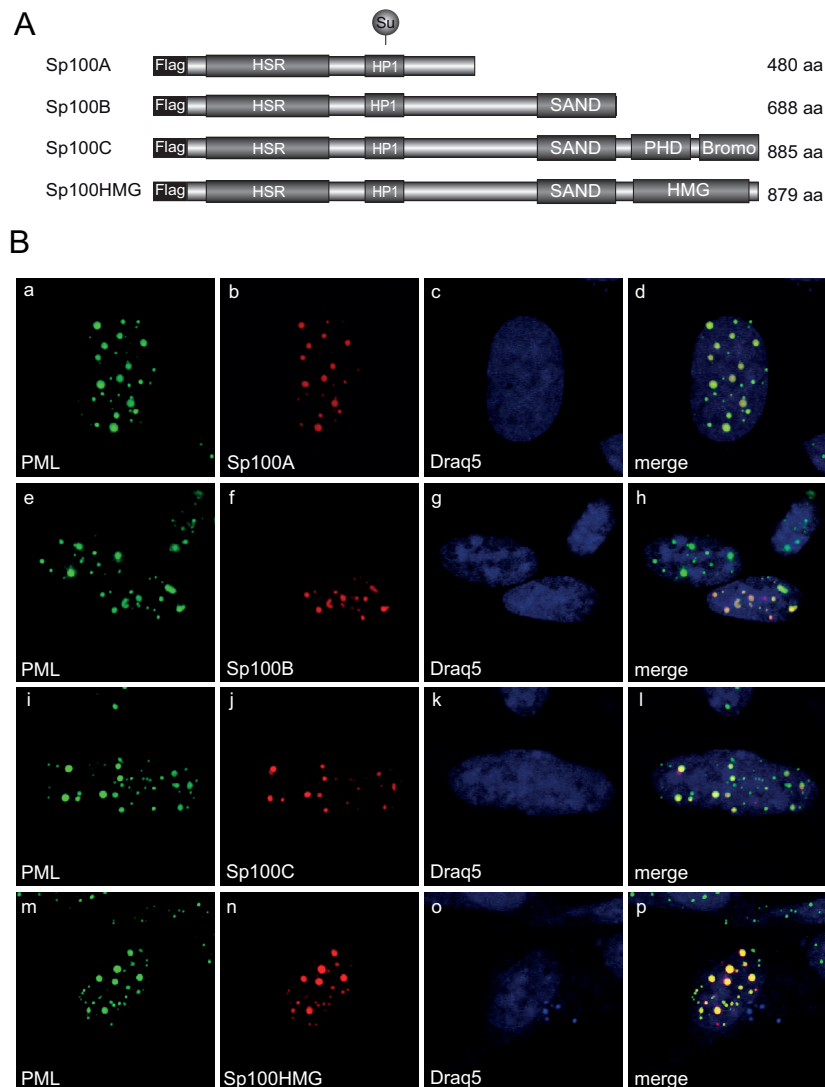 A
Su
Sp100A Flag HSR HP1 480 aa
Sp100B Flag HSR HP1 SAND 688 aa
Sp100C Flag HSR HP1 SAND PHD Bromo 885 aa
Sp100HMG Flag HSR HP1 SAND HMG 879 aa
B
a b c d
PML Sp100A Draq5 merge
e f g h
PML Sp100B Draq5 merge
i j k l
PML Sp100C Draq5 merge
m n o p
PML Sp100HMG Draq5 merge